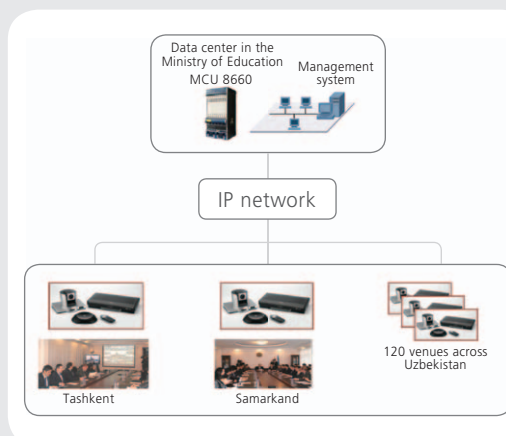 Data center in the
Ministry of Education
MCU 8660
Management
system
IP network
Tashkent
Samarkand
120 venues across
Uzbekistan